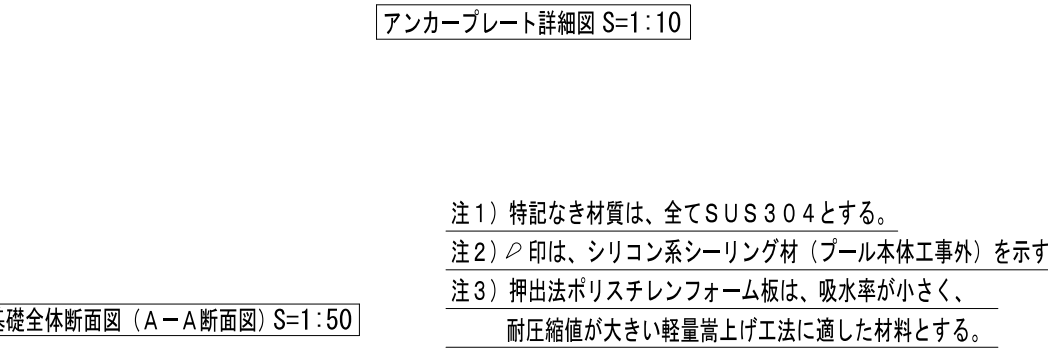 アンカープレート詳細図 S=1:10
注1）特記なき材質は、全てSUS304とする。
注2）印は、シリコン系シーリング材（プール本体工事外）を示す
注3）押出法ポリスチレンフォーム板は、吸水率が小さく、
耐圧縮値が大きい軽量嵩上げ工法に適した材料とする。
基礎全体断面図（A－A断面図）S=1:50